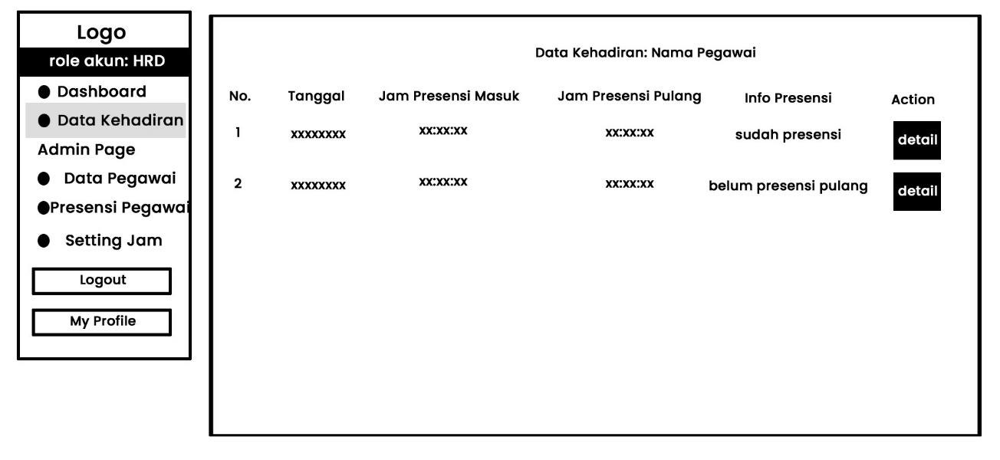 Logo
role akun: HRD
Dashboard
Data Kehadiran
Admin Page
Data Pegawai
Presensi Pegawai
Setting Jam
Logout
My Profile
Data Kehadiran: Nama Pegawai
No. Tanggal Jam Presensi Masuk Jam Presensi Pulang Info Presensi Action
1 xxxxxxxx xx:xx:xx xx:xx:xx sudah presensi detail
2 xxxxxxxx xx:xx:xx xx:xx:xx belum presensi pulang detail